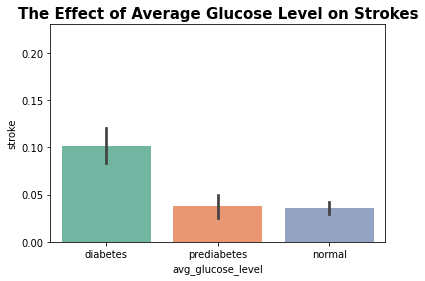 The Effect of Average Glucose Level on Strokes
0.20
0.15
stroke
0.10
0.05
0.00
diabetes prediabetes normal
avg_glucose_level